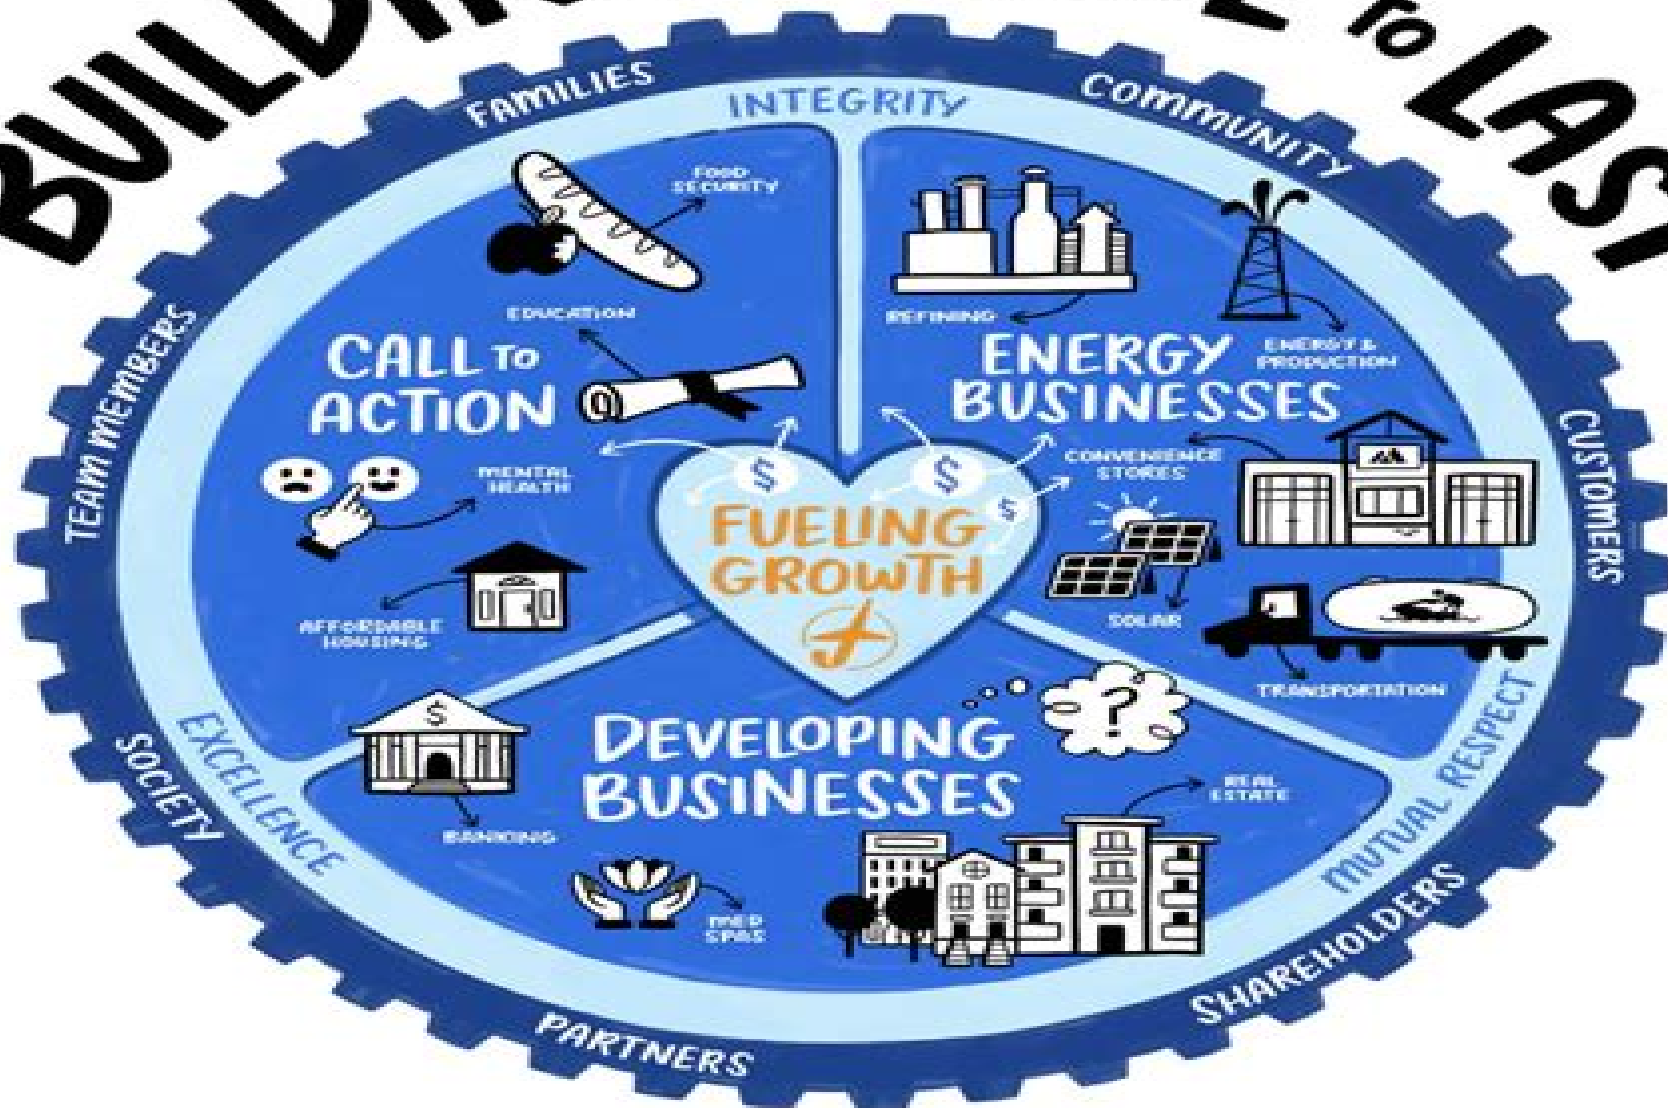 BUILDING
TO LAST
FAMILIES
INTEGRITY
COMMUNITY
FOOD
SECURITY
EDUCATION
CALL TO
ACTION
REFINING
ENERGY &
PRODUCTION
ENERGY
BUSINESSES
TEAM MEMBERS
CUSTOMERS
MENTAL
HEALTH
CONVENIENCE
STORES
$
$
$
FUELING
GROWTH
AFFORDABLE
HOUSING
SOLAR
TRANSPORTATION
SOCIETY
EXCELLENCE
$
BANKING
DEVELOPING
BUSINESSES
?
REAL
ESTATE
MUTUAL RESPECT
MED
SPAS
SHAREHOLDERS
PARTNERS